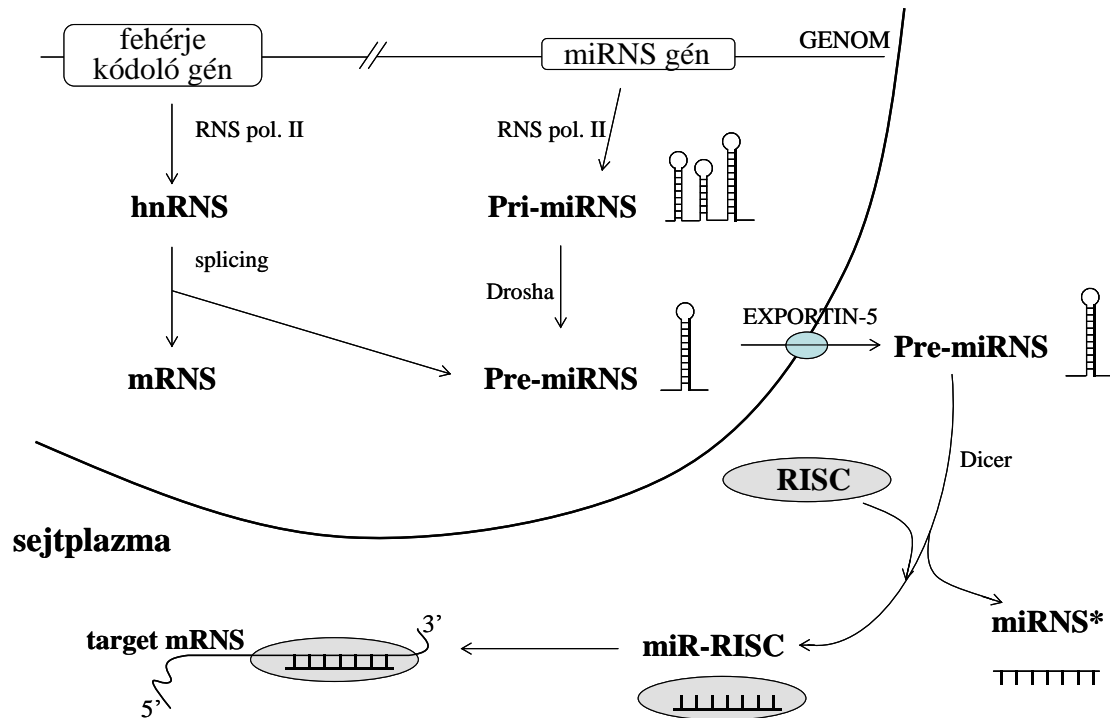 fehérje
kódoló gén
miRNS gén
GENOM
RNS pol. II
RNS pol. II
hnRNS
Pri-miRNS
splicing
Drosha
EXPORTIN-5
mRNS
Pre-miRNS
Pre-miRNS
Dicer
RISC
sejtplazma
miRNS*
target mRNS
3’
miR-RISC
5’